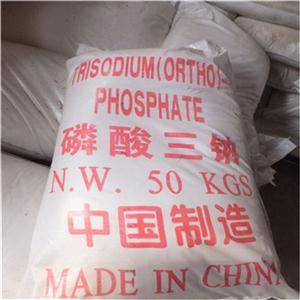 TRISODIUM(ORTHO)-
PHOSPHATE
磷酸三钠
N.W. 50 KGS
中国制造
MADE IN CHINA